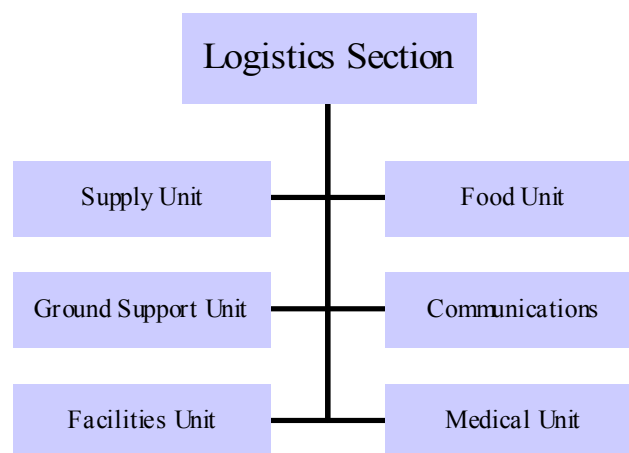 Logistics Section
Supply Unit
Food Unit
Ground Support Unit
Communications
Facilities Unit
Medical Unit